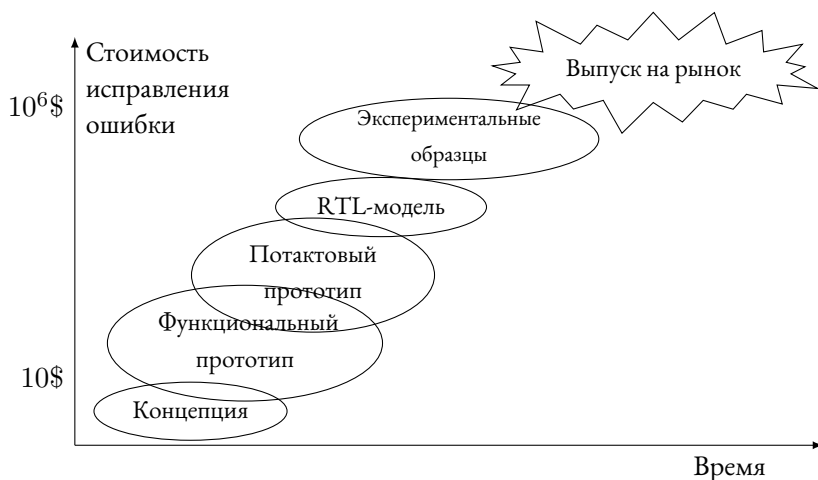 Стоимость
исправления
ошибки
10⁶$
Выпуск на рынок
Экспериментальные
образцы
RTL-модель
Потактовый
прототип
Функциональный
прототип
10$
Концепция
Время